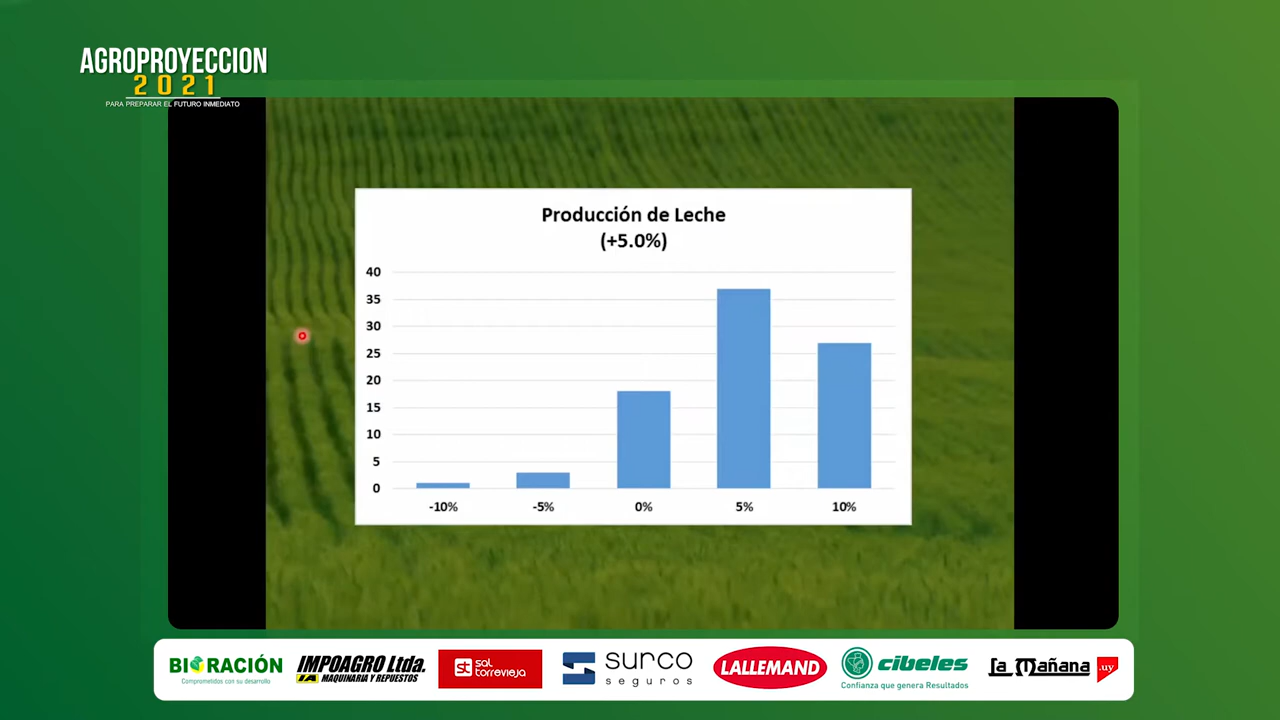 AGROPROYECCION
2021
PARA PREPARAR EL FUTURO INMEDIATO
Producción de Leche
(+5.0%)
40
35
30
25
20
15
10
5
0
-10%
-5%
0%
5%
10%
BIORACIÓN
Comprometidos con su desarrollo
IMPOAGRO Ltda.
IA MAQUINARIA Y REPUESTOS
st sal torrevieja
surco
seguros
LALLEMAND
cibeles
Confianza que genera Resultados
La Mañana .uy